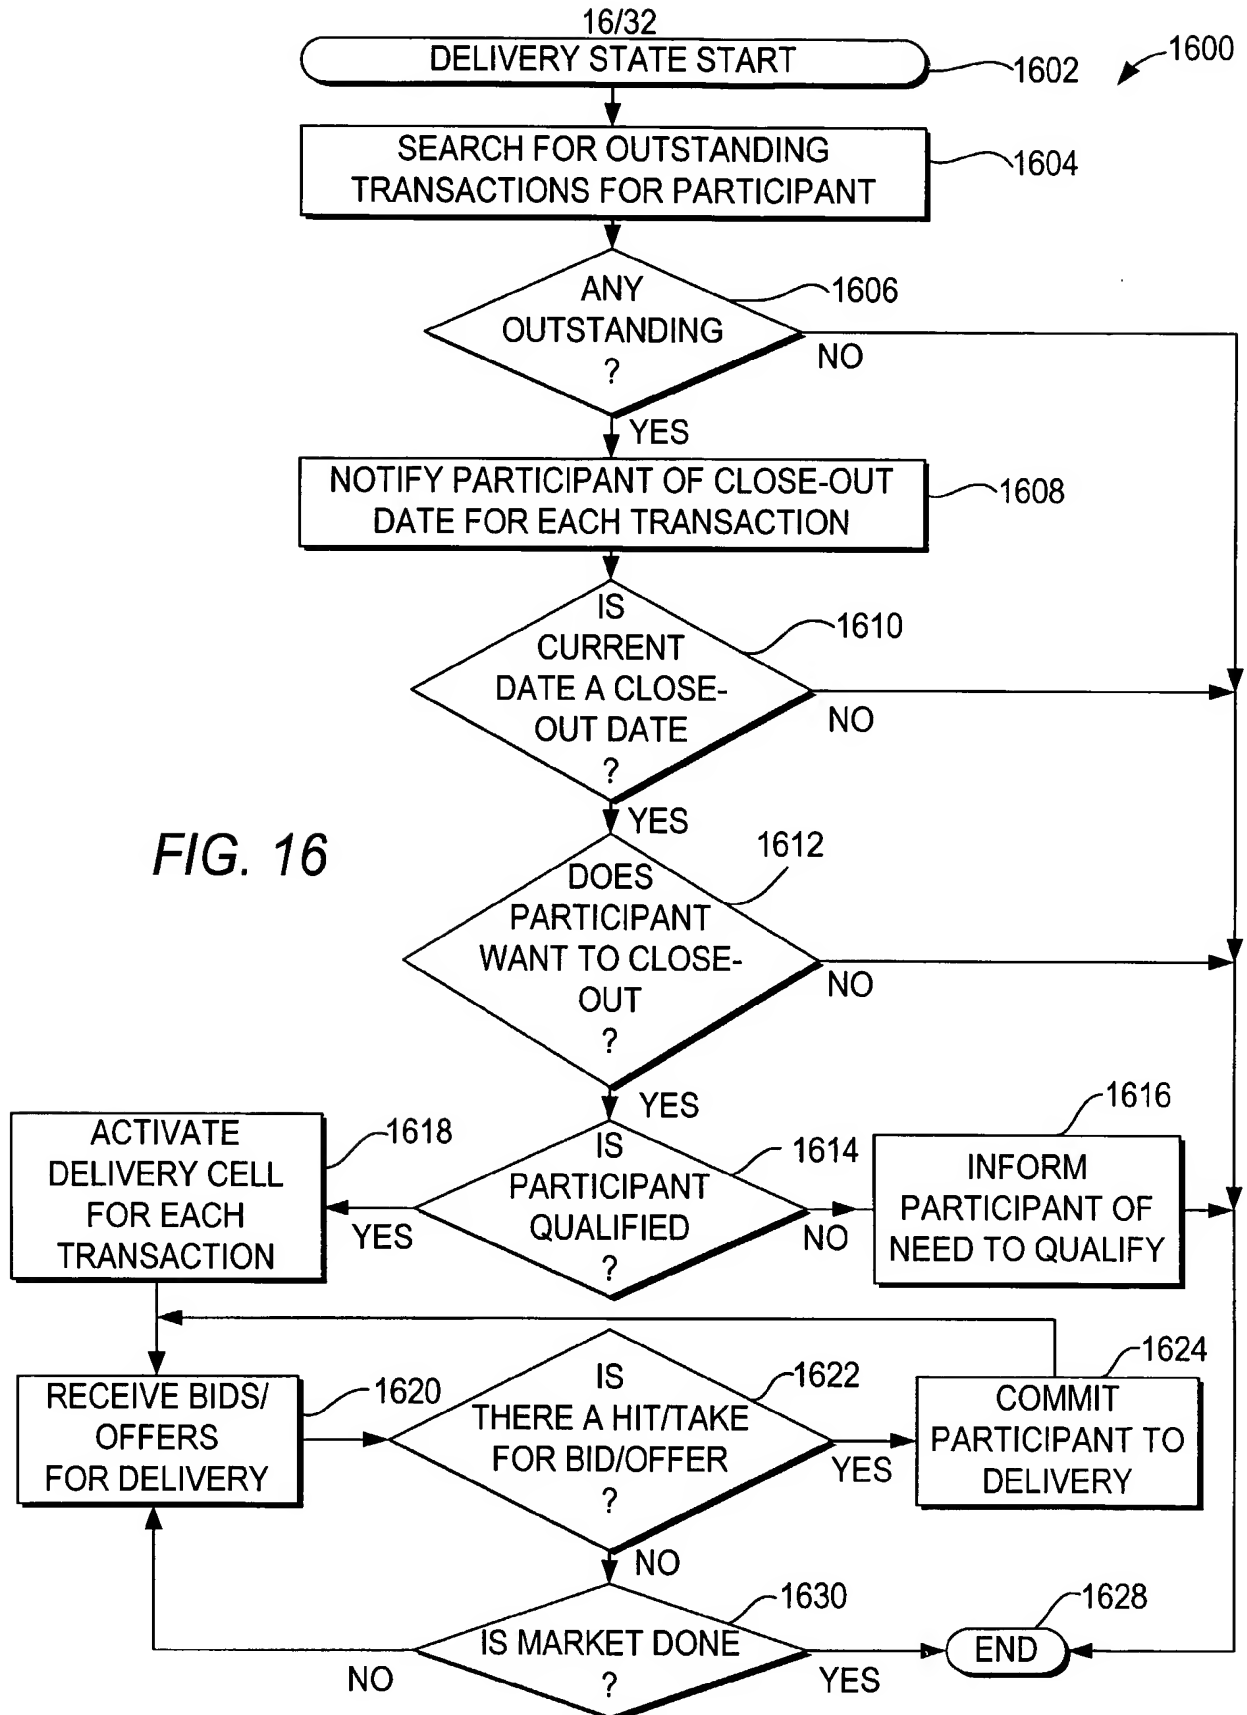 16/32
DELIVERY STATE START
1602
1600
SEARCH FOR OUTSTANDING
TRANSACTIONS FOR PARTICIPANT
1604
ANY
OUTSTANDING
?
1606
NO
YES
NOTIFY PARTICIPANT OF CLOSE-OUT
DATE FOR EACH TRANSACTION
1608
IS
CURRENT
DATE A CLOSE-
OUT DATE
?
1610
NO
YES
FIG. 16
DOES
PARTICIPANT
WANT TO CLOSE-
OUT
?
1612
NO
YES
ACTIVATE
DELIVERY CELL
FOR EACH
TRANSACTION
1618
YES
IS
PARTICIPANT
QUALIFIED
?
1614
NO
INFORM
PARTICIPANT OF
NEED TO QUALIFY
1616
RECEIVE BIDS/
OFFERS
FOR DELIVERY
1620
IS
THERE A HIT/TAKE
FOR BID/OFFER
?
1622
YES
NO
COMMIT
PARTICIPANT TO
DELIVERY
1624
IS MARKET DONE
?
1630
NO
YES
END
1628